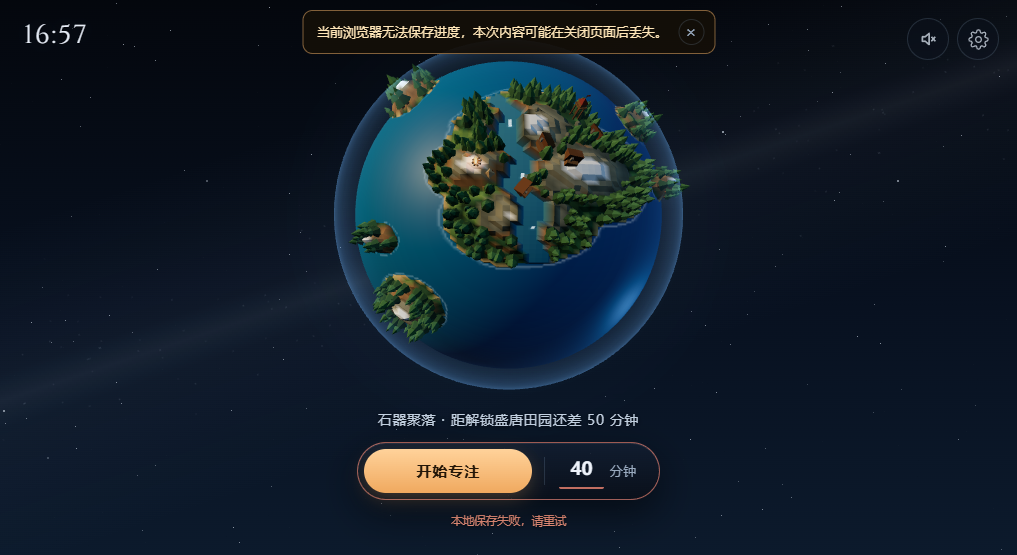 16:57
当前浏览器无法保存进度，本次内容可能在关闭页面后丢失。
石器聚落 · 距解锁盛唐田园还差 50 分钟
开始专注
40 分钟
本地保存失败，请重试